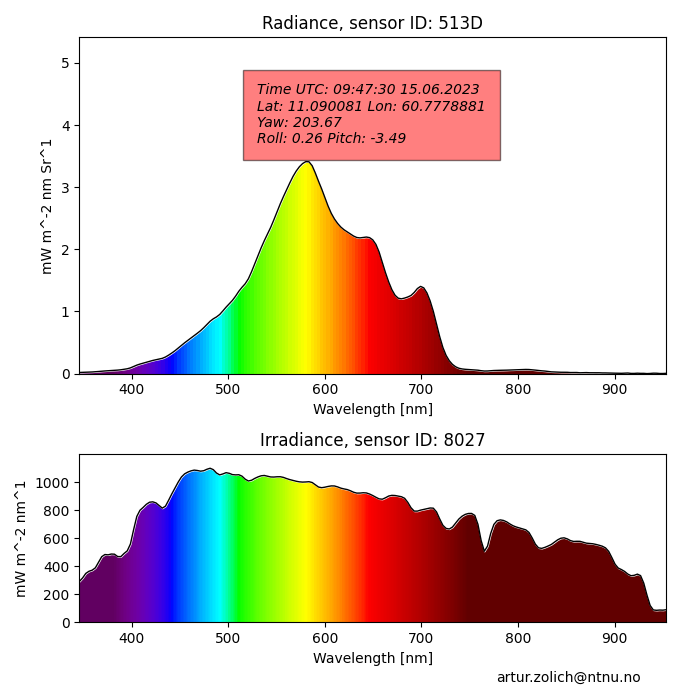 Radiance, sensor ID: 513D
5
4
3
2
1
0
mW m^-2 nm Sr^1
Time UTC: 09:47:30 15.06.2023
Lat: 11.090081 Lon: 60.7778881
Yaw: 203.67
Roll: 0.26 Pitch: -3.49
400 500 600 700 800 900
Wavelength [nm]
Irradiance, sensor ID: 8027
1000
800
600
400
200
0
mW m^-2 nm^1
400 500 600 700 800 900
Wavelength [nm]
artur.zolich@ntnu.no